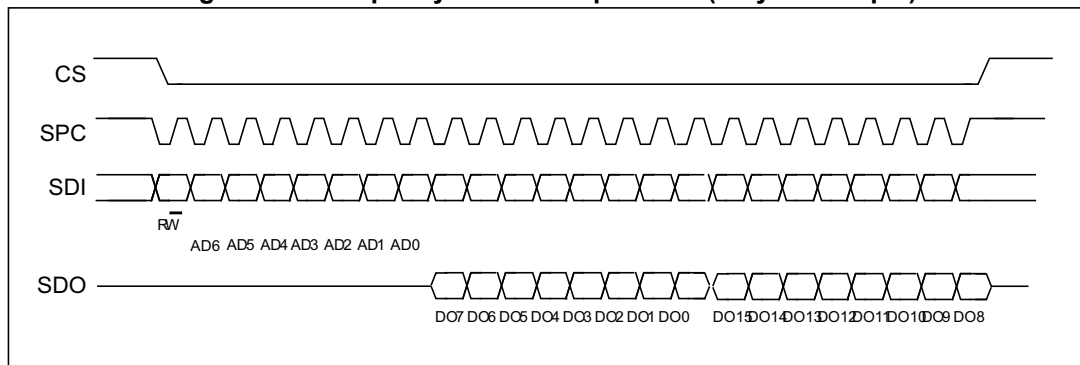 CS
SPC
SDI
RW
AD6 AD5 AD4 AD3 AD2 AD1 AD0
SDO
DO7 DO6 DO5 DO4 DO3 DO2 DO1 DO0 DO15 DO14 DO13 DO12 DO11 DO10 DO9 DO8